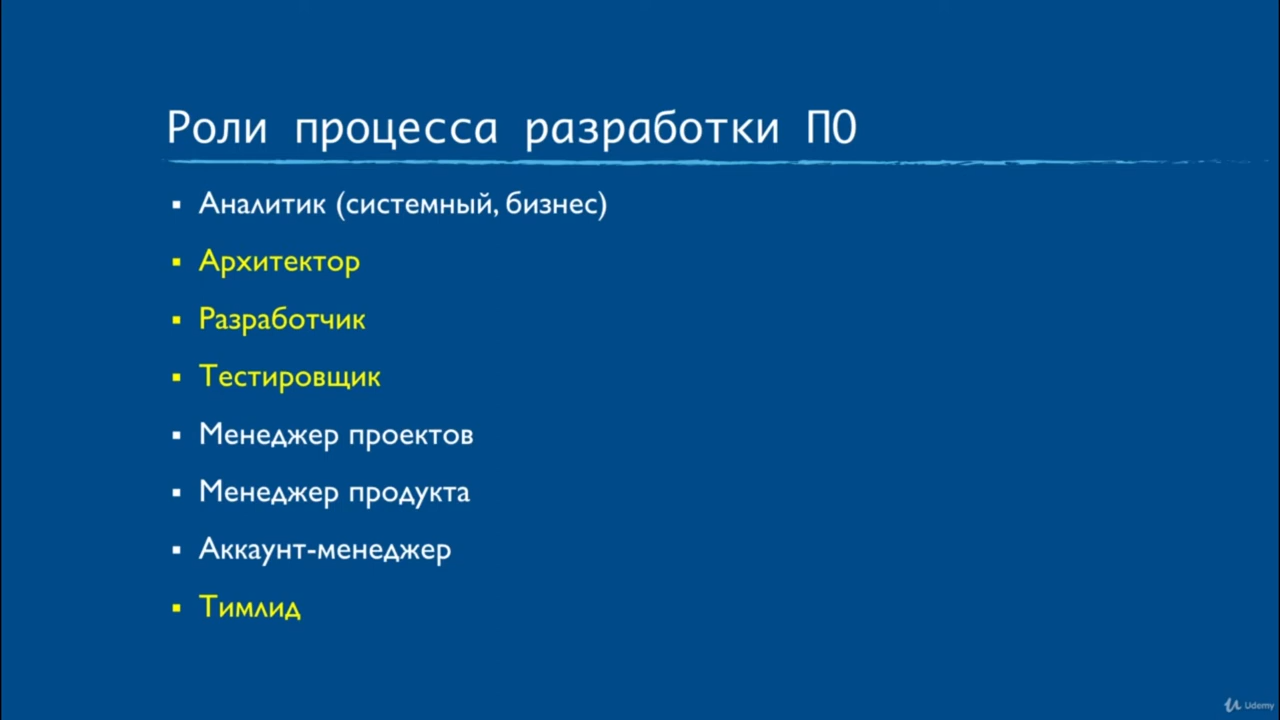 Роли процесса разработки ПО
▪ Аналитик (системный, бизнес)
▪ Архитектор
▪ Разработчик
▪ Тестировщик
▪ Менеджер проектов
▪ Менеджер продукта
▪ Аккаунт-менеджер
▪ Тимлид
Udemy